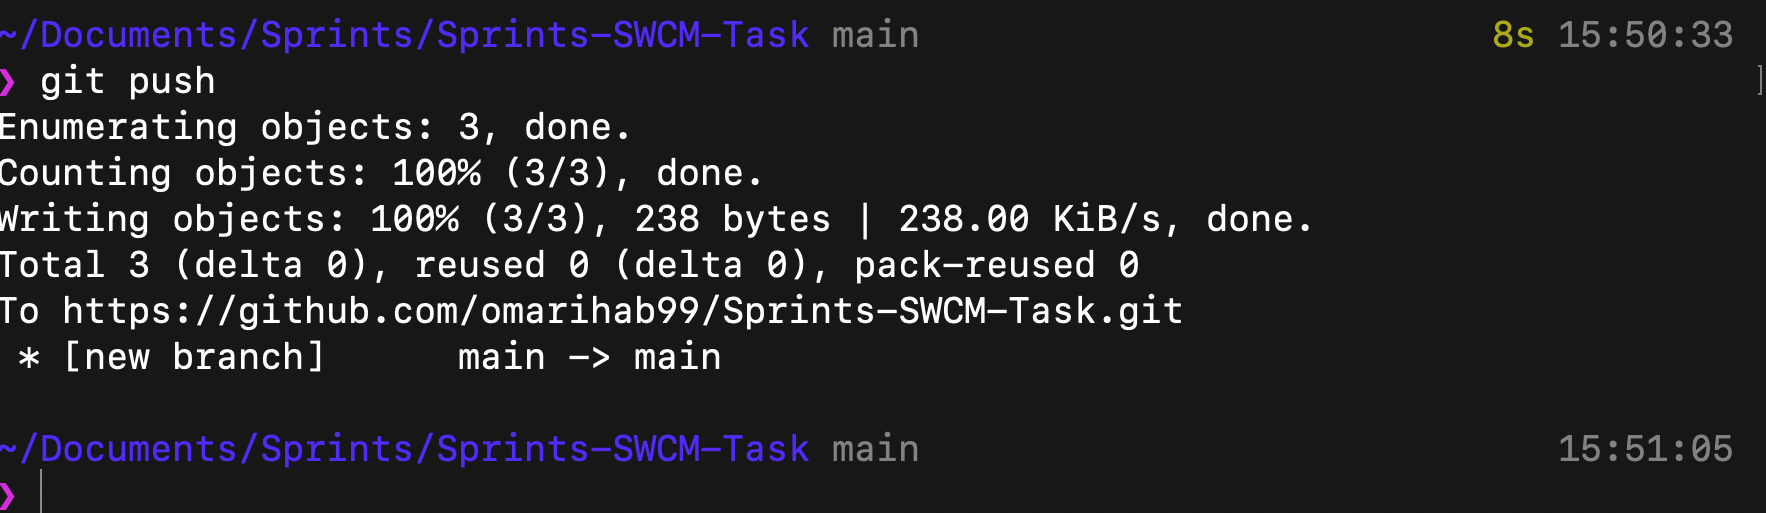 ~/Documents/Sprints/Sprints-SWCM-Task main 8s 15:50:33
❯ git push
Enumerating objects: 3, done.
Counting objects: 100% (3/3), done.
Writing objects: 100% (3/3), 238 bytes | 238.00 KiB/s, done.
Total 3 (delta 0), reused 0 (delta 0), pack-reused 0
To https://github.com/omarihab99/Sprints-SWCM-Task.git
 * [new branch]      main -> main
~/Documents/Sprints/Sprints-SWCM-Task main 15:51:05
❯